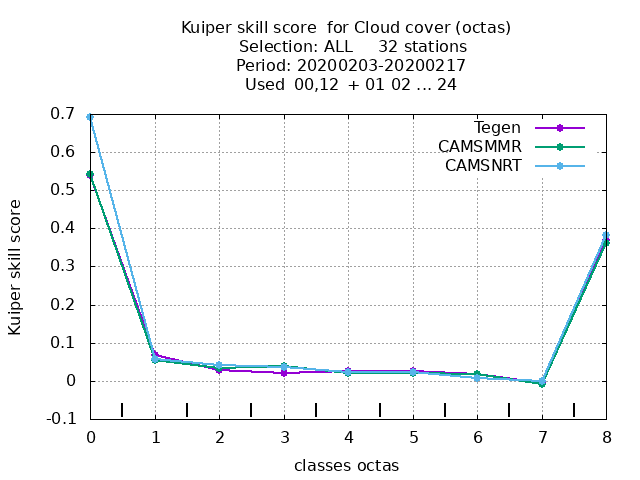 Kuiper skill score for Cloud cover (octas)
Selection: ALL 32 stations
Period: 20200203-20200217
Used 00,12 + 01 02 ... 24
Tegen
CAMSMMR
CAMSNRT
Kuiper skill score
0.7
0.6
0.5
0.4
0.3
0.2
0.1
0
-0.1
0 1 2 3 4 5 6 7 8
classes octas